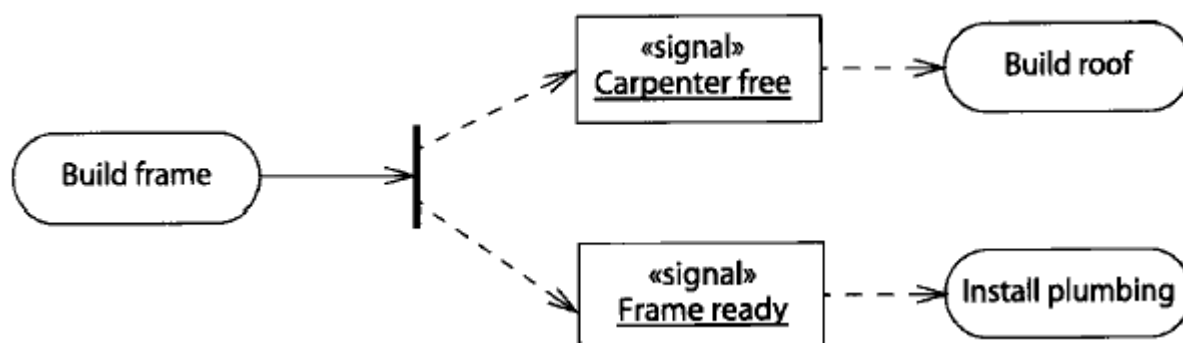 «signal»
Carpenter free
Build roof
Build frame
«signal»
Frame ready
Install plumbing